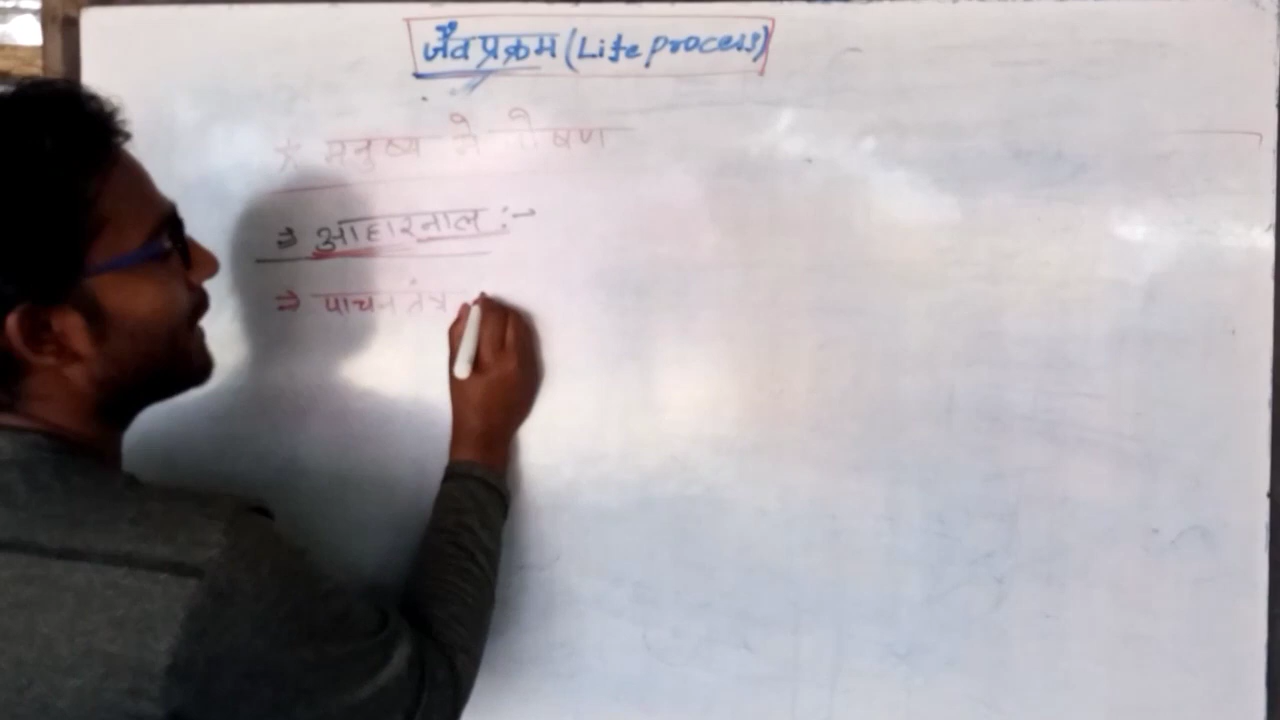 जैव प्रक्रम (Life process)
* मनुष्य में पोषण
⇒ आहारनाल :-
⇒ पाचन तंत्र